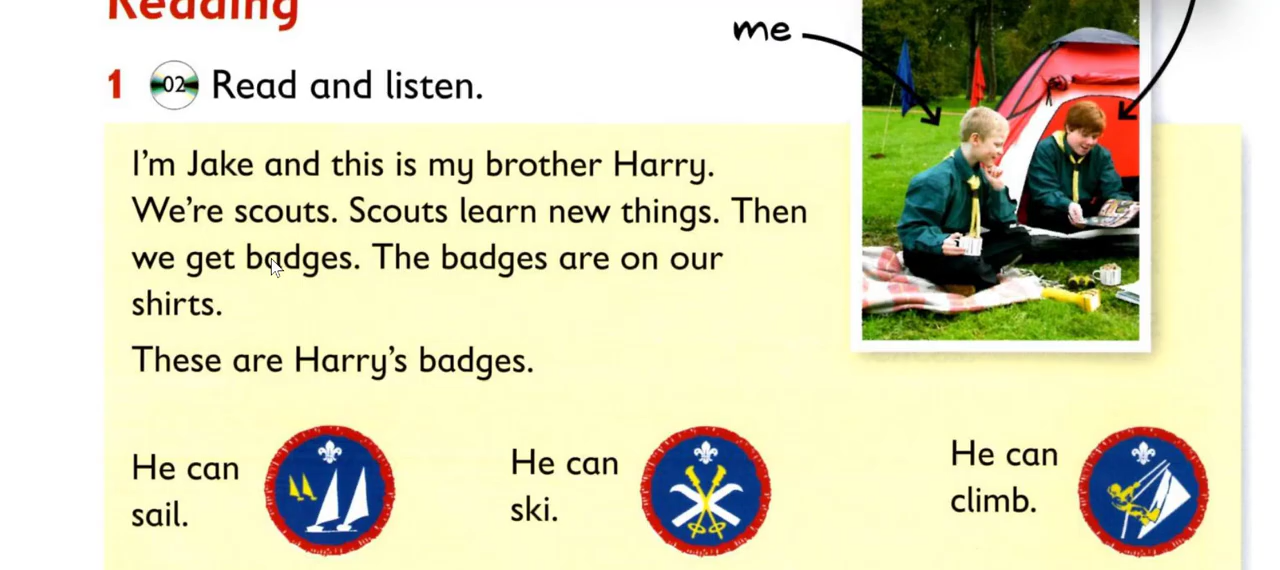 Reading
me
1 02 Read and listen.
I'm Jake and this is my brother Harry.
We're scouts. Scouts learn new things. Then
we get badges. The badges are on our
shirts.
These are Harry's badges.
He can
sail.
He can
ski.
He can
climb.